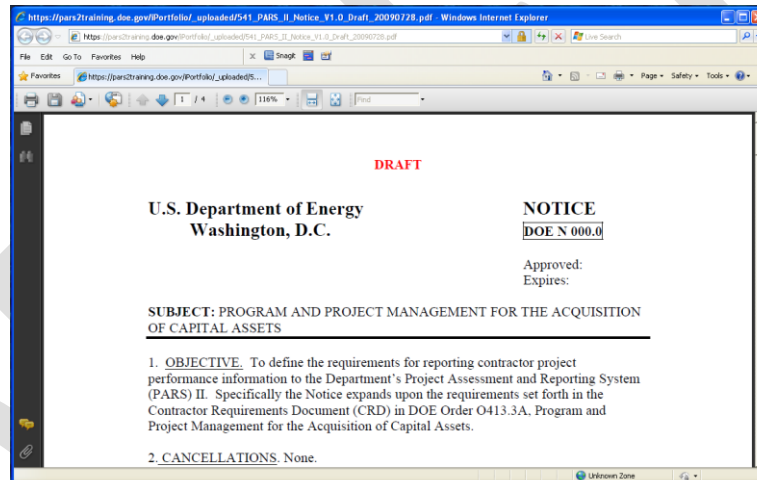 https://pars2training.doe.gov/iPortfolio/_uploaded/541_PARS_II_Notice_V1.0_Draft_20090728.pdf - Windows Internet Explorer
https://pars2training.doe.gov/iPortfolio/_uploaded/541_PARS_II_Notice_V1.0_Draft_20090728.pdf
Live Search
File Edit Go To Favorites Help
X SnagIt
Favorites https://pars2training.doe.gov/iPortfolio/_uploaded/5...
Page Safety Tools
1 / 4 116% Find
DRAFT
U.S. Department of Energy NOTICE
Washington, D.C. DOE N 000.0
Approved:
Expires:
SUBJECT: PROGRAM AND PROJECT MANAGEMENT FOR THE ACQUISITION
OF CAPITAL ASSETS
1. OBJECTIVE. To define the requirements for reporting contractor project
performance information to the Department's Project Assessment and Reporting System
(PARS) II. Specifically the Notice expands upon the requirements set forth in the
Contractor Requirements Document (CRD) in DOE Order O413.3A, Program and
Project Management for the Acquisition of Capital Assets.
2. CANCELLATIONS. None.
Unknown Zone